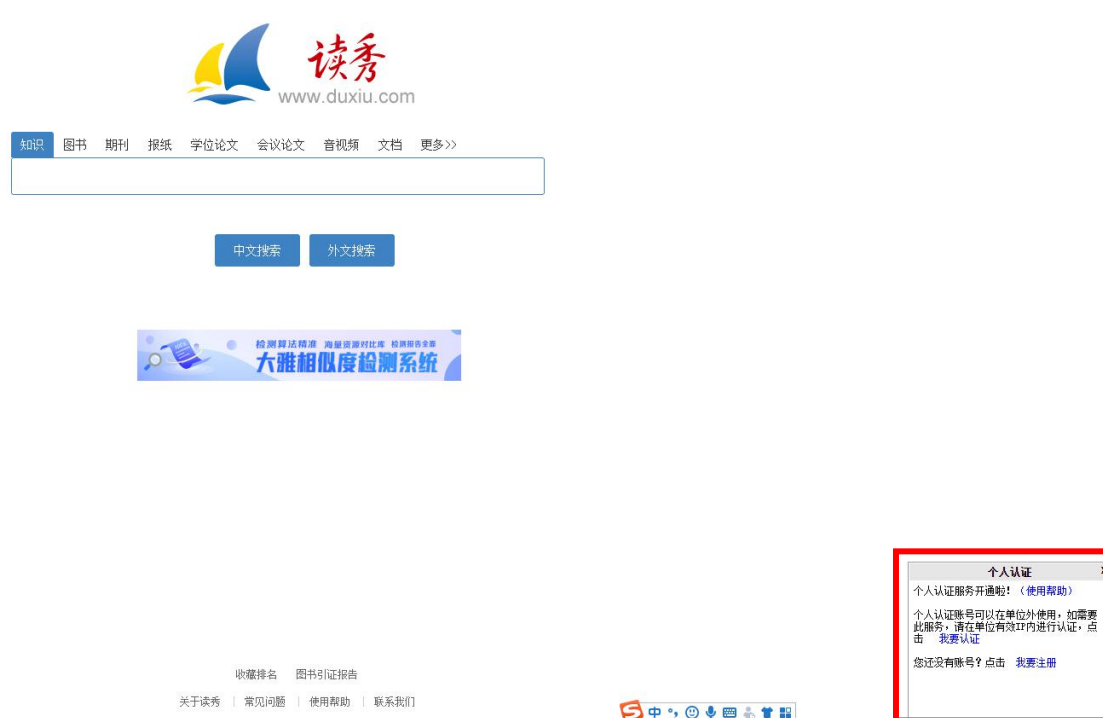 读秀
www.duxiu.com
知识 图书 期刊 报纸 学位论文 会议论文 音视频 文档 更多>>
中文搜索 外文搜索
检测算法精准 海量资源对比库 检测报告全面
大雅相似度检测系统
个人认证
个人认证服务开通啦!(使用帮助)
个人认证账号可以在单位外使用,如需要
此服务,请在单位有效IP内进行认证,点
击 我要认证
您还没有账号?点击 我要注册
收藏排名 图书引证报告
关于读秀 | 常见问题 | 使用帮助 | 联系我们
中